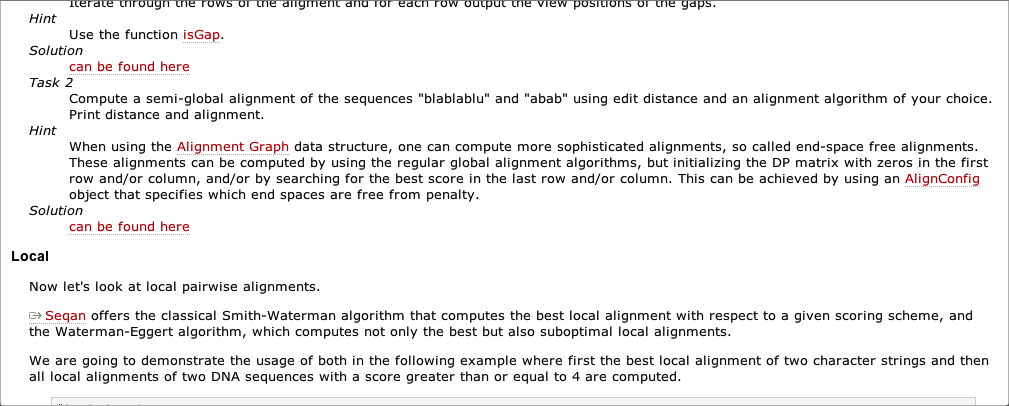 Iterate through the rows of the aligment and for each row output the view positions of the gaps.
Hint
Use the function isGap.
Solution
can be found here
Task 2
Compute a semi-global alignment of the sequences "blablablu" and "abab" using edit distance and an alignment algorithm of your choice.
Print distance and alignment.
Hint
When using the Alignment Graph data structure, one can compute more sophisticated alignments, so called end-space free alignments.
These alignments can be computed by using the regular global alignment algorithms, but initializing the DP matrix with zeros in the first
row and/or column, and/or by searching for the best score in the last row and/or column. This can be achieved by using an AlignConfig
object that specifies which end spaces are free from penalty.
Solution
can be found here
Local
Now let's look at local pairwise alignments.
Seqan offers the classical Smith-Waterman algorithm that computes the best local alignment with respect to a given scoring scheme, and
the Waterman-Eggert algorithm, which computes not only the best but also suboptimal local alignments.
We are going to demonstrate the usage of both in the following example where first the best local alignment of two character strings and then
all local alignments of two DNA sequences with a score greater than or equal to 4 are computed.